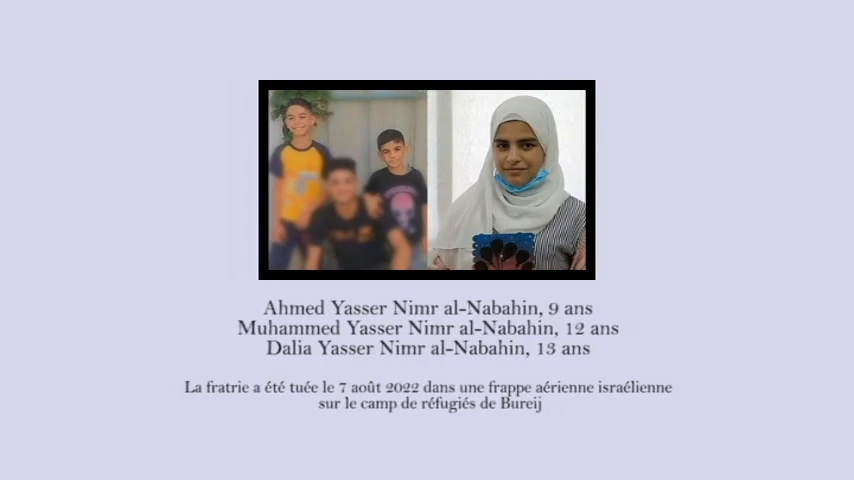 Ahmed Yasser Nimr al-Nabahin, 9 ans
Muhammed Yasser Nimr al-Nabahin, 12 ans
Dalia Yasser Nimr al-Nabahin, 13 ans
La fratrie a été tuée le 7 août 2022 dans une frappe aérienne israélienne
sur le camp de réfugiés de Bureij